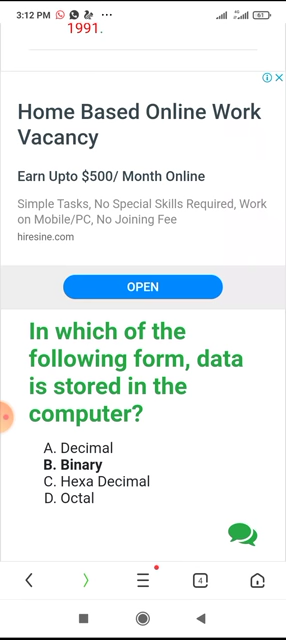 3:12 PM
61
1991.
Home Based Online Work
Vacancy
Earn Upto $500/ Month Online
Simple Tasks, No Special Skills Required, Work
on Mobile/PC, No Joining Fee
hiresine.com
OPEN
In which of the
following form, data
is stored in the
computer?
A. Decimal
B. Binary
C. Hexa Decimal
D. Octal
4